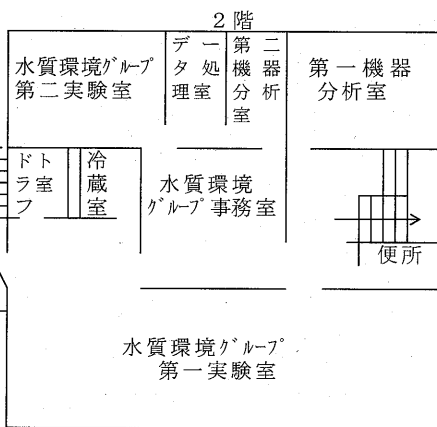 2階
水質環境グループ
第二実験室
データ処理室
第二機器分析室
第一機器
分析室
ドラフト室
冷蔵室
水質環境
グループ事務室
便所
水質環境グループ
第一実験室